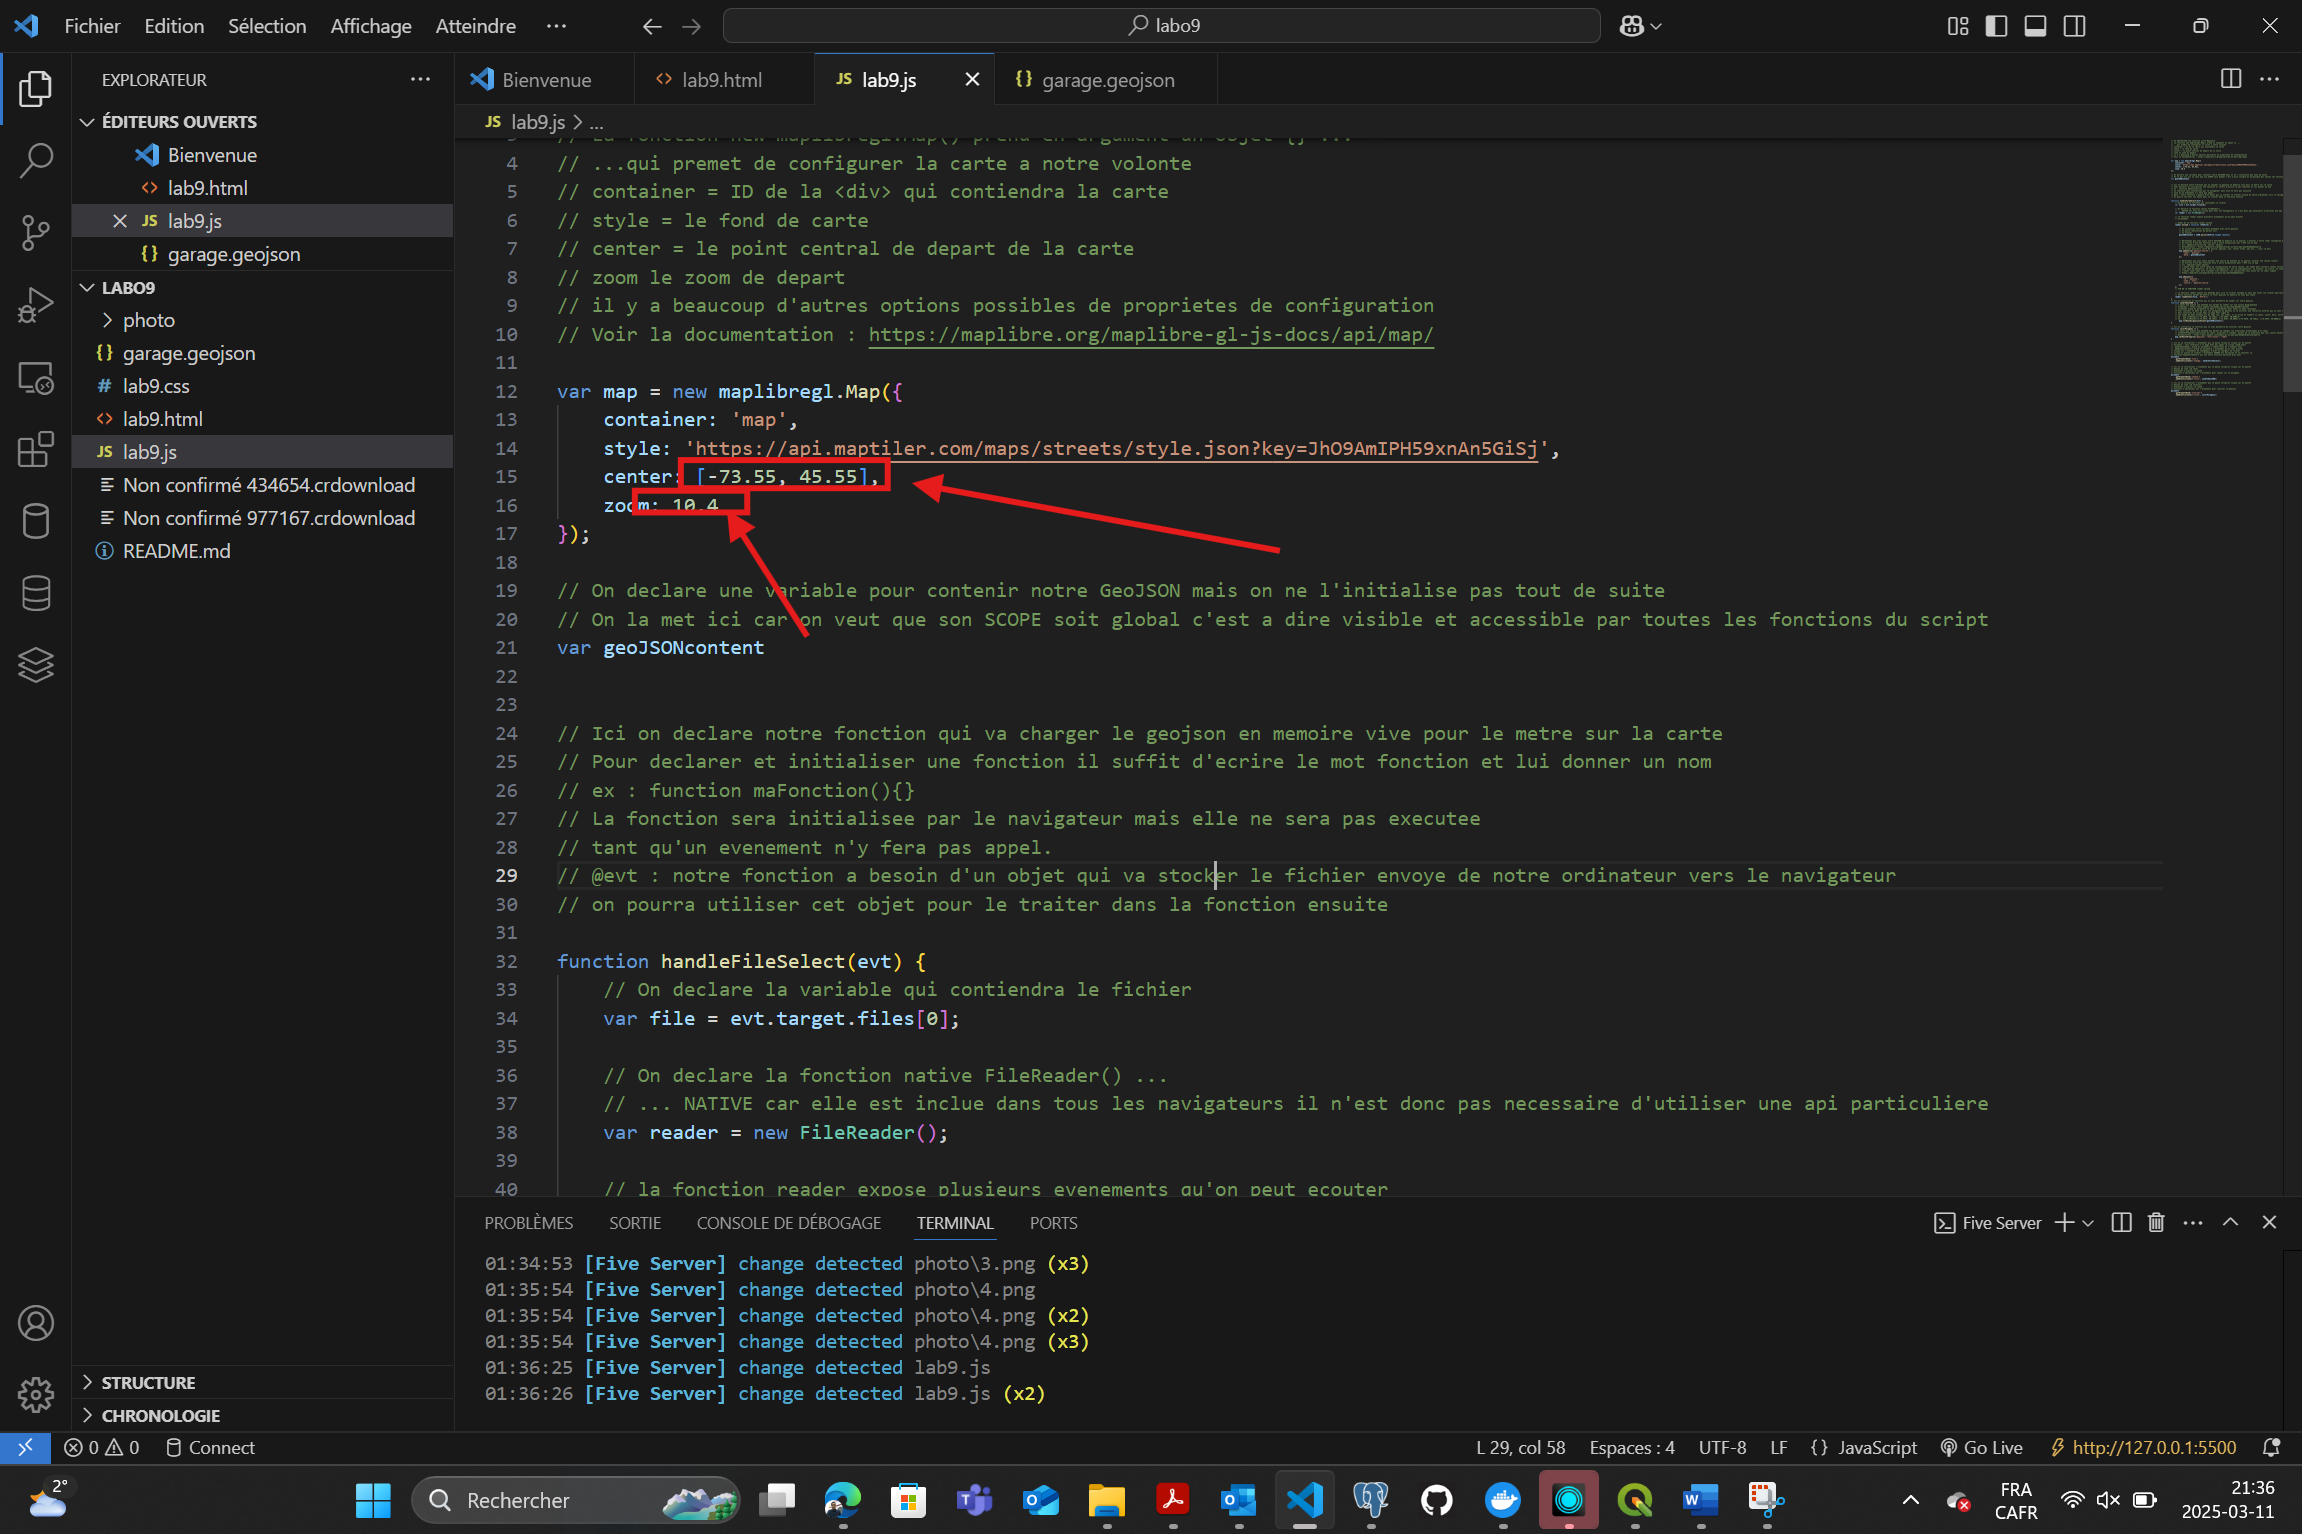 Fichier Edition Sélection Affichage Atteindre ··· labo9
EXPLORATEUR ···
ÉDITEURS OUVERTS
Bienvenue
lab9.html
JS lab9.js
{} garage.geojson
LABO9
photo
{} garage.geojson
# lab9.css
<> lab9.html
JS lab9.js
Non confirmé 434654.crdownload
Non confirmé 977167.crdownload
README.md
STRUCTURE
CHRONOLOGIE
Bienvenue <> lab9.html JS lab9.js {} garage.geojson
JS lab9.js > ...
4 // ...qui premet de configurer la carte a notre volonte
5 // container = ID de la <div> qui contiendra la carte
6 // style = le fond de carte
7 // center = le point central de depart de la carte
8 // zoom le zoom de depart
9 // il y a beaucoup d'autres options possibles de proprietes de configuration
10 // Voir la documentation : https://maplibre.org/maplibre-gl-js-docs/api/map/
11
12 var map = new maplibregl.Map({
13 container: 'map',
14 style: 'https://api.maptiler.com/maps/streets/style.json?key=JhO9AmIPH59xnAn5GiSj',
15 center: [-73.55, 45.55],
16 zoom: 10.4
17 });
18
19 // On declare une variable pour contenir notre GeoJSON mais on ne l'initialise pas tout de suite
20 // On la met ici car on veut que son SCOPE soit global c'est a dire visible et accessible par toutes les fonctions du script
21 var geoJSONcontent
22
23
24 // Ici on declare notre fonction qui va charger le geojson en memoire vive pour le metre sur la carte
25 // Pour declarer et initialiser une fonction il suffit d'ecrire le mot fonction et lui donner un nom
26 // ex : function maFonction(){}
27 // La fonction sera initialisee par le navigateur mais elle ne sera pas executee
28 // tant qu'un evenement n'y fera pas appel.
29 // @evt : notre fonction a besoin d'un objet qui va stocker le fichier envoye de notre ordinateur vers le navigateur
30 // on pourra utiliser cet objet pour le traiter dans la fonction ensuite
31
32 function handleFileSelect(evt) {
33 // On declare la variable qui contiendra le fichier
34 var file = evt.target.files[0];
35
36 // On declare la fonction native FileReader() ...
37 // ... NATIVE car elle est inclue dans tous les navigateurs il n'est donc pas necessaire d'utiliser une api particuliere
38 var reader = new FileReader();
39
40 // la fonction reader expose plusieurs evenements qu'on peut ecouter
PROBLÈMES SORTIE CONSOLE DE DÉBOGAGE TERMINAL PORTS Five Server
01:34:53 [Five Server] change detected photo\3.png (x3)
01:35:54 [Five Server] change detected photo\4.png
01:35:54 [Five Server] change detected photo\4.png (x2)
01:35:54 [Five Server] change detected photo\4.png (x3)
01:36:25 [Five Server] change detected lab9.js
01:36:26 [Five Server] change detected lab9.js (x2)
0 0 Connect L 29, col 58 Espaces : 4 UTF-8 LF {} JavaScript Go Live http://127.0.0.1:5500
2° Rechercher FRA 21:36
CAFR 2025-03-11